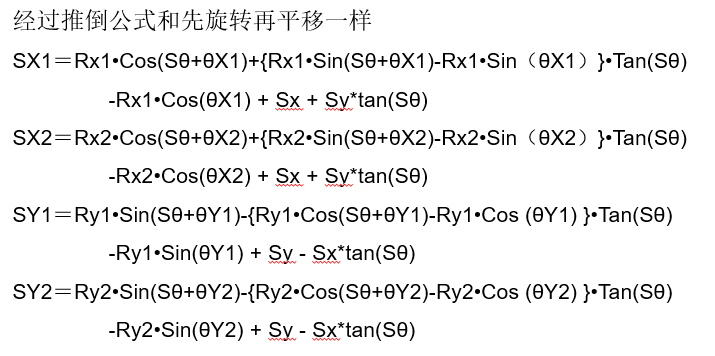 经过推倒公式和先旋转再平移一样
SX1＝Rx1•Cos(Sθ+θX1)+{Rx1•Sin(Sθ+θX1)-Rx1•Sin（θX1）}•Tan(Sθ)
-Rx1•Cos(θX1) + Sx + Sy*tan(Sθ)
SX2＝Rx2•Cos(Sθ+θX2)+{Rx2•Sin(Sθ+θX2)-Rx2•Sin（θX2）}•Tan(Sθ)
-Rx2•Cos(θX2) + Sx + Sy*tan(Sθ)
SY1＝Ry1•Sin(Sθ+θY1)-{Ry1•Cos(Sθ+θY1)-Ry1•Cos (θY1) }•Tan(Sθ)
-Ry1•Sin(θY1) + Sy - Sx*tan(Sθ)
SY2＝Ry2•Sin(Sθ+θY2)-{Ry2•Cos(Sθ+θY2)-Ry2•Cos (θY2) }•Tan(Sθ)
-Ry2•Sin(θY2) + Sy - Sx*tan(Sθ)